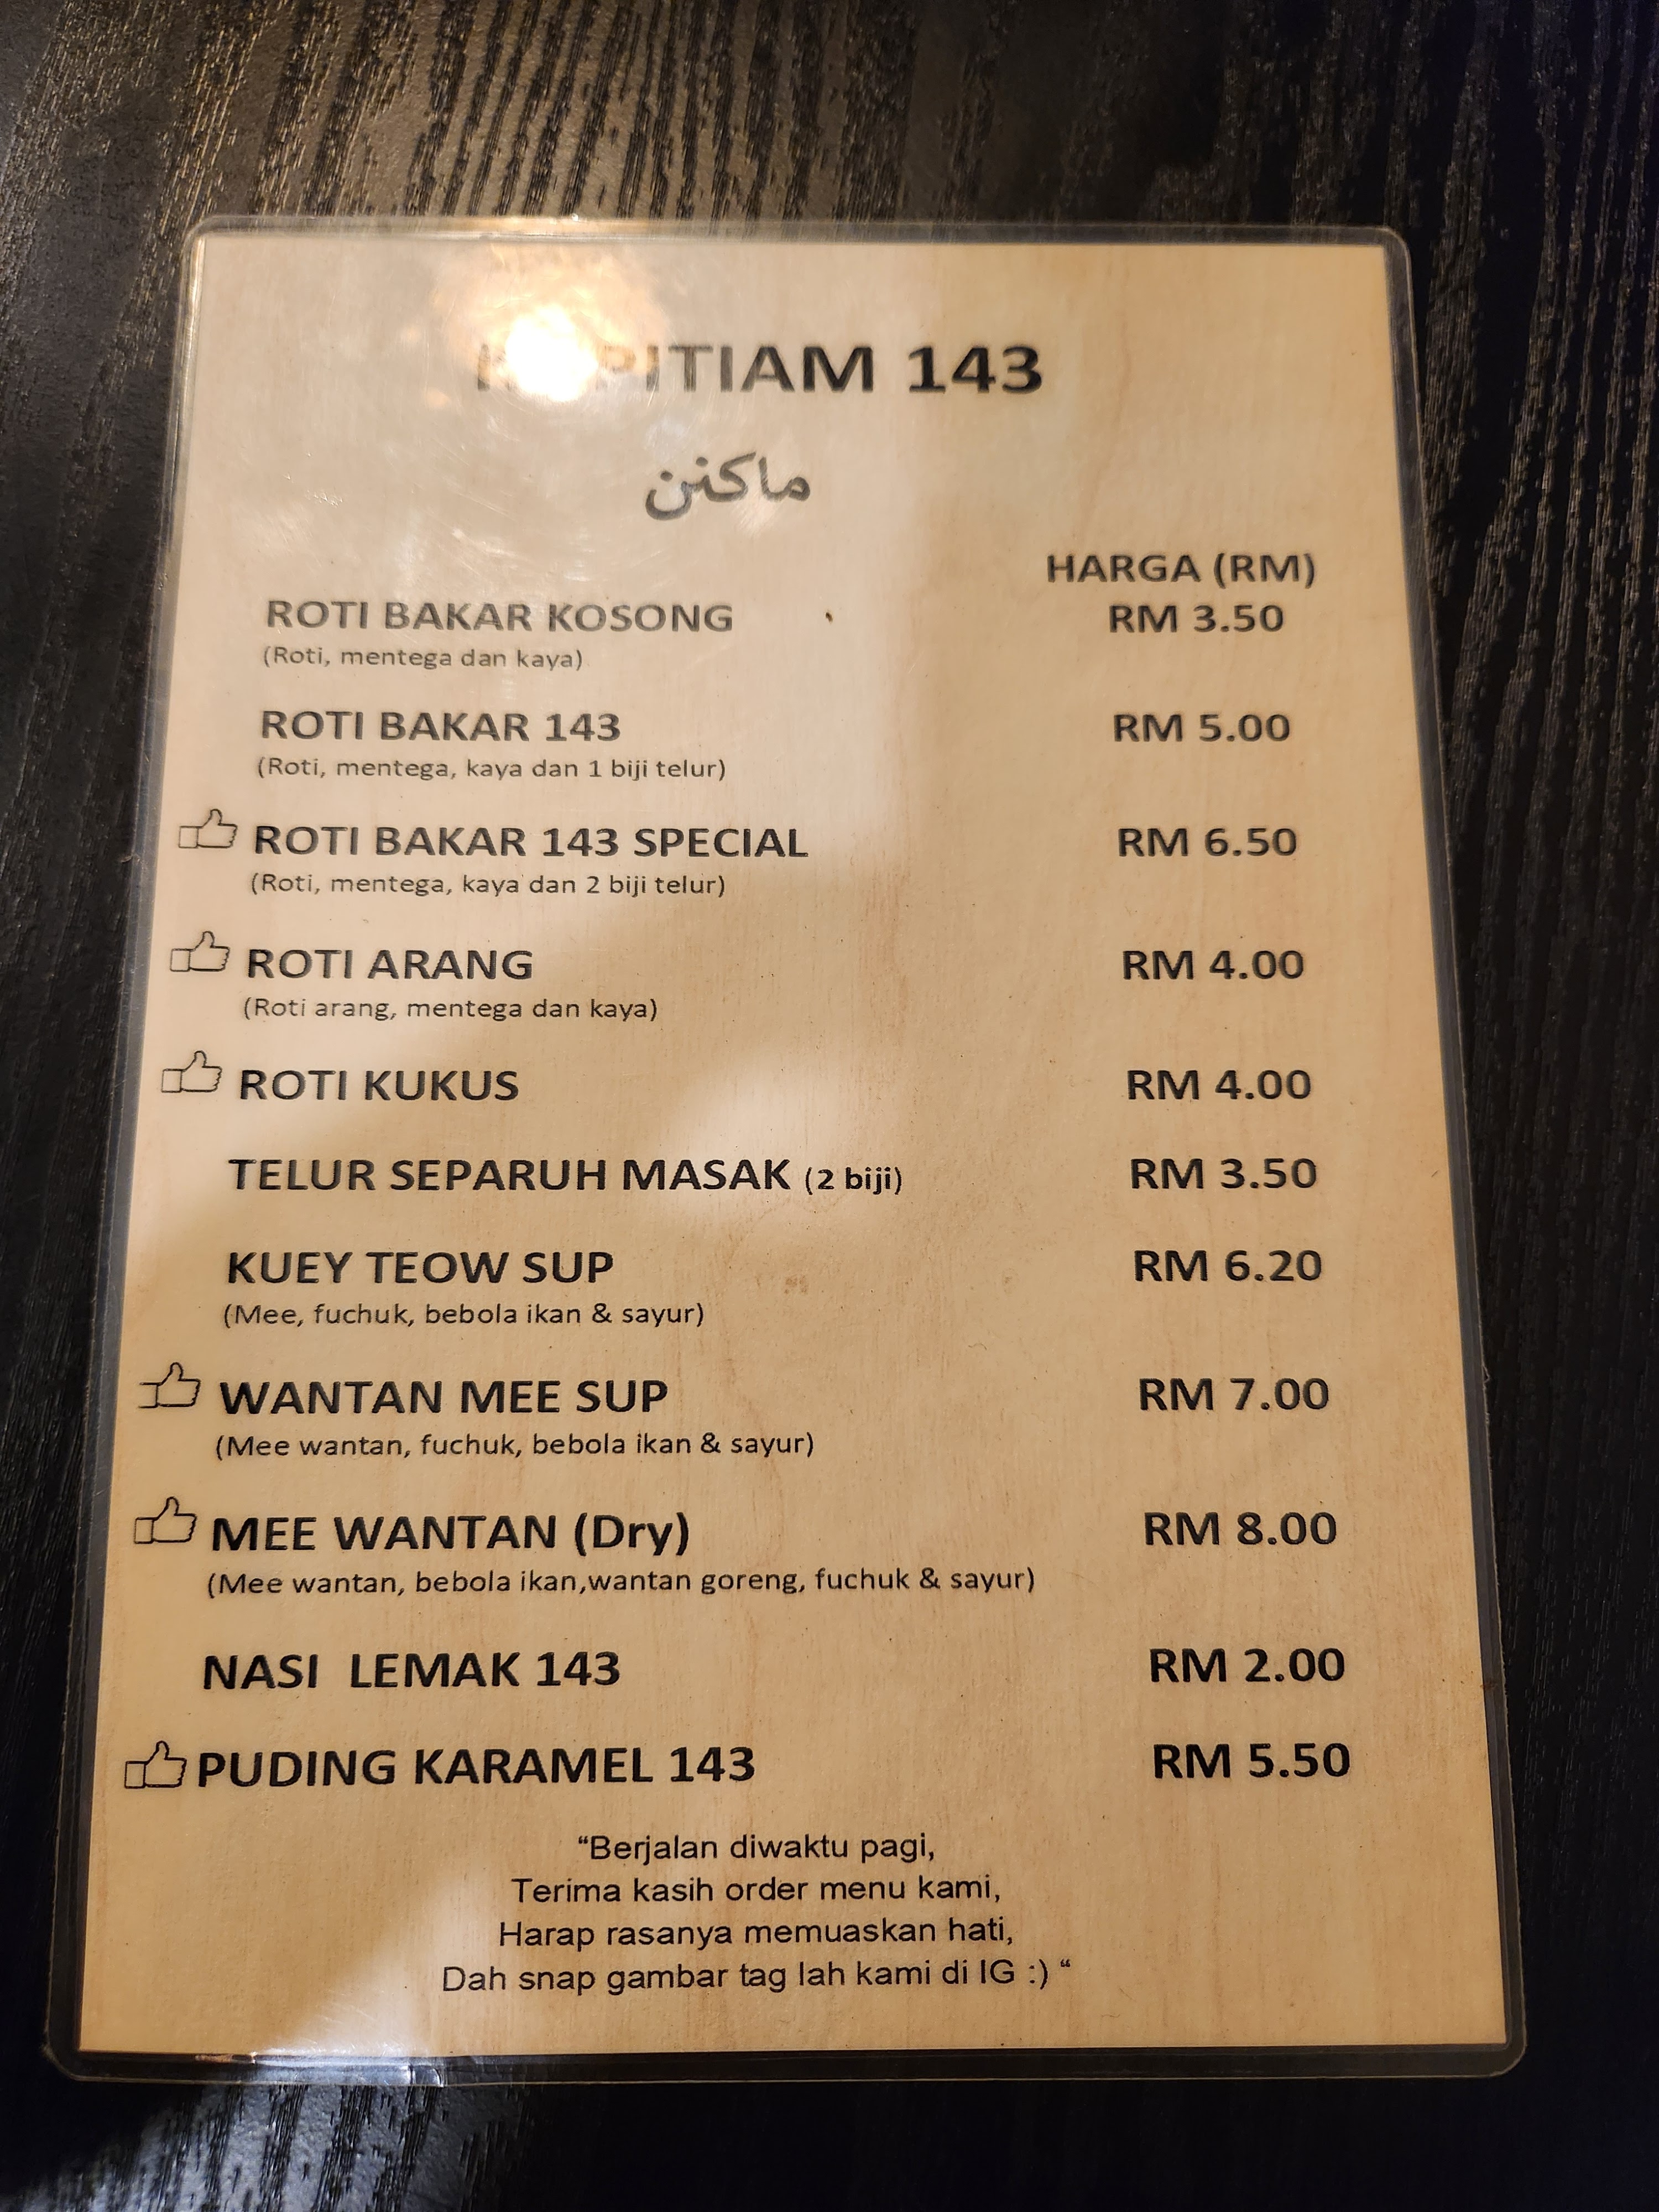 143
ماكنن
HARGA (RM)
ROTI BAKAR KOSONG RM 3.50
(Roti, mentega dan kaya)
ROTI BAKAR 143 RM 5.00
(Roti, mentega, kaya dan 1 biji telur)
ROTI BAKAR 143 SPECIAL RM 6.50
(Roti, mentega, kaya dan 2 biji telur)
ROTI ARANG RM 4.00
(Roti arang, mentega dan kaya)
ROTI KUKUS RM 4.00
TELUR SEPARUH MASAK (2 biji) RM 3.50
KUEY TEOW SUP RM 6.20
(Mee, fuchuk, bebola ikan & sayur)
WANTAN MEE SUP RM 7.00
(Mee wantan, fuchuk, bebola ikan & sayur)
MEE WANTAN (Dry) RM 8.00
(Mee wantan, bebola ikan,wantan goreng, fuchuk & sayur)
NASI LEMAK 143 RM 2.00
PUDING KARAMEL 143 RM 5.50
“Berjalan diwaktu pagi,
Terima kasih order menu kami,
Harap rasanya memuaskan hati,
Dah snap gambar tag lah kami di IG :) “